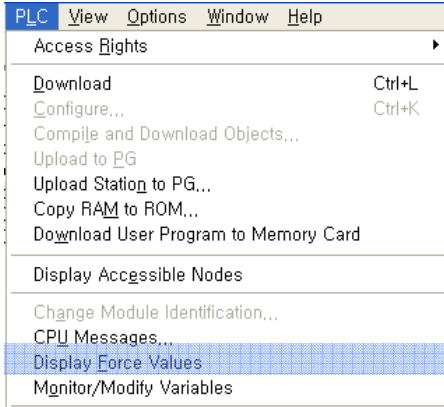 PLC View Options Window Help
Access Rights
Download Ctrl+L
Configure... Ctrl+K
Compile and Download Objects...
Upload to PG
Upload Station to PG...
Copy RAM to ROM...
Download User Program to Memory Card
Display Accessible Nodes
Change Module Identification...
CPU Messages...
Display Force Values
Monitor/Modify Variables